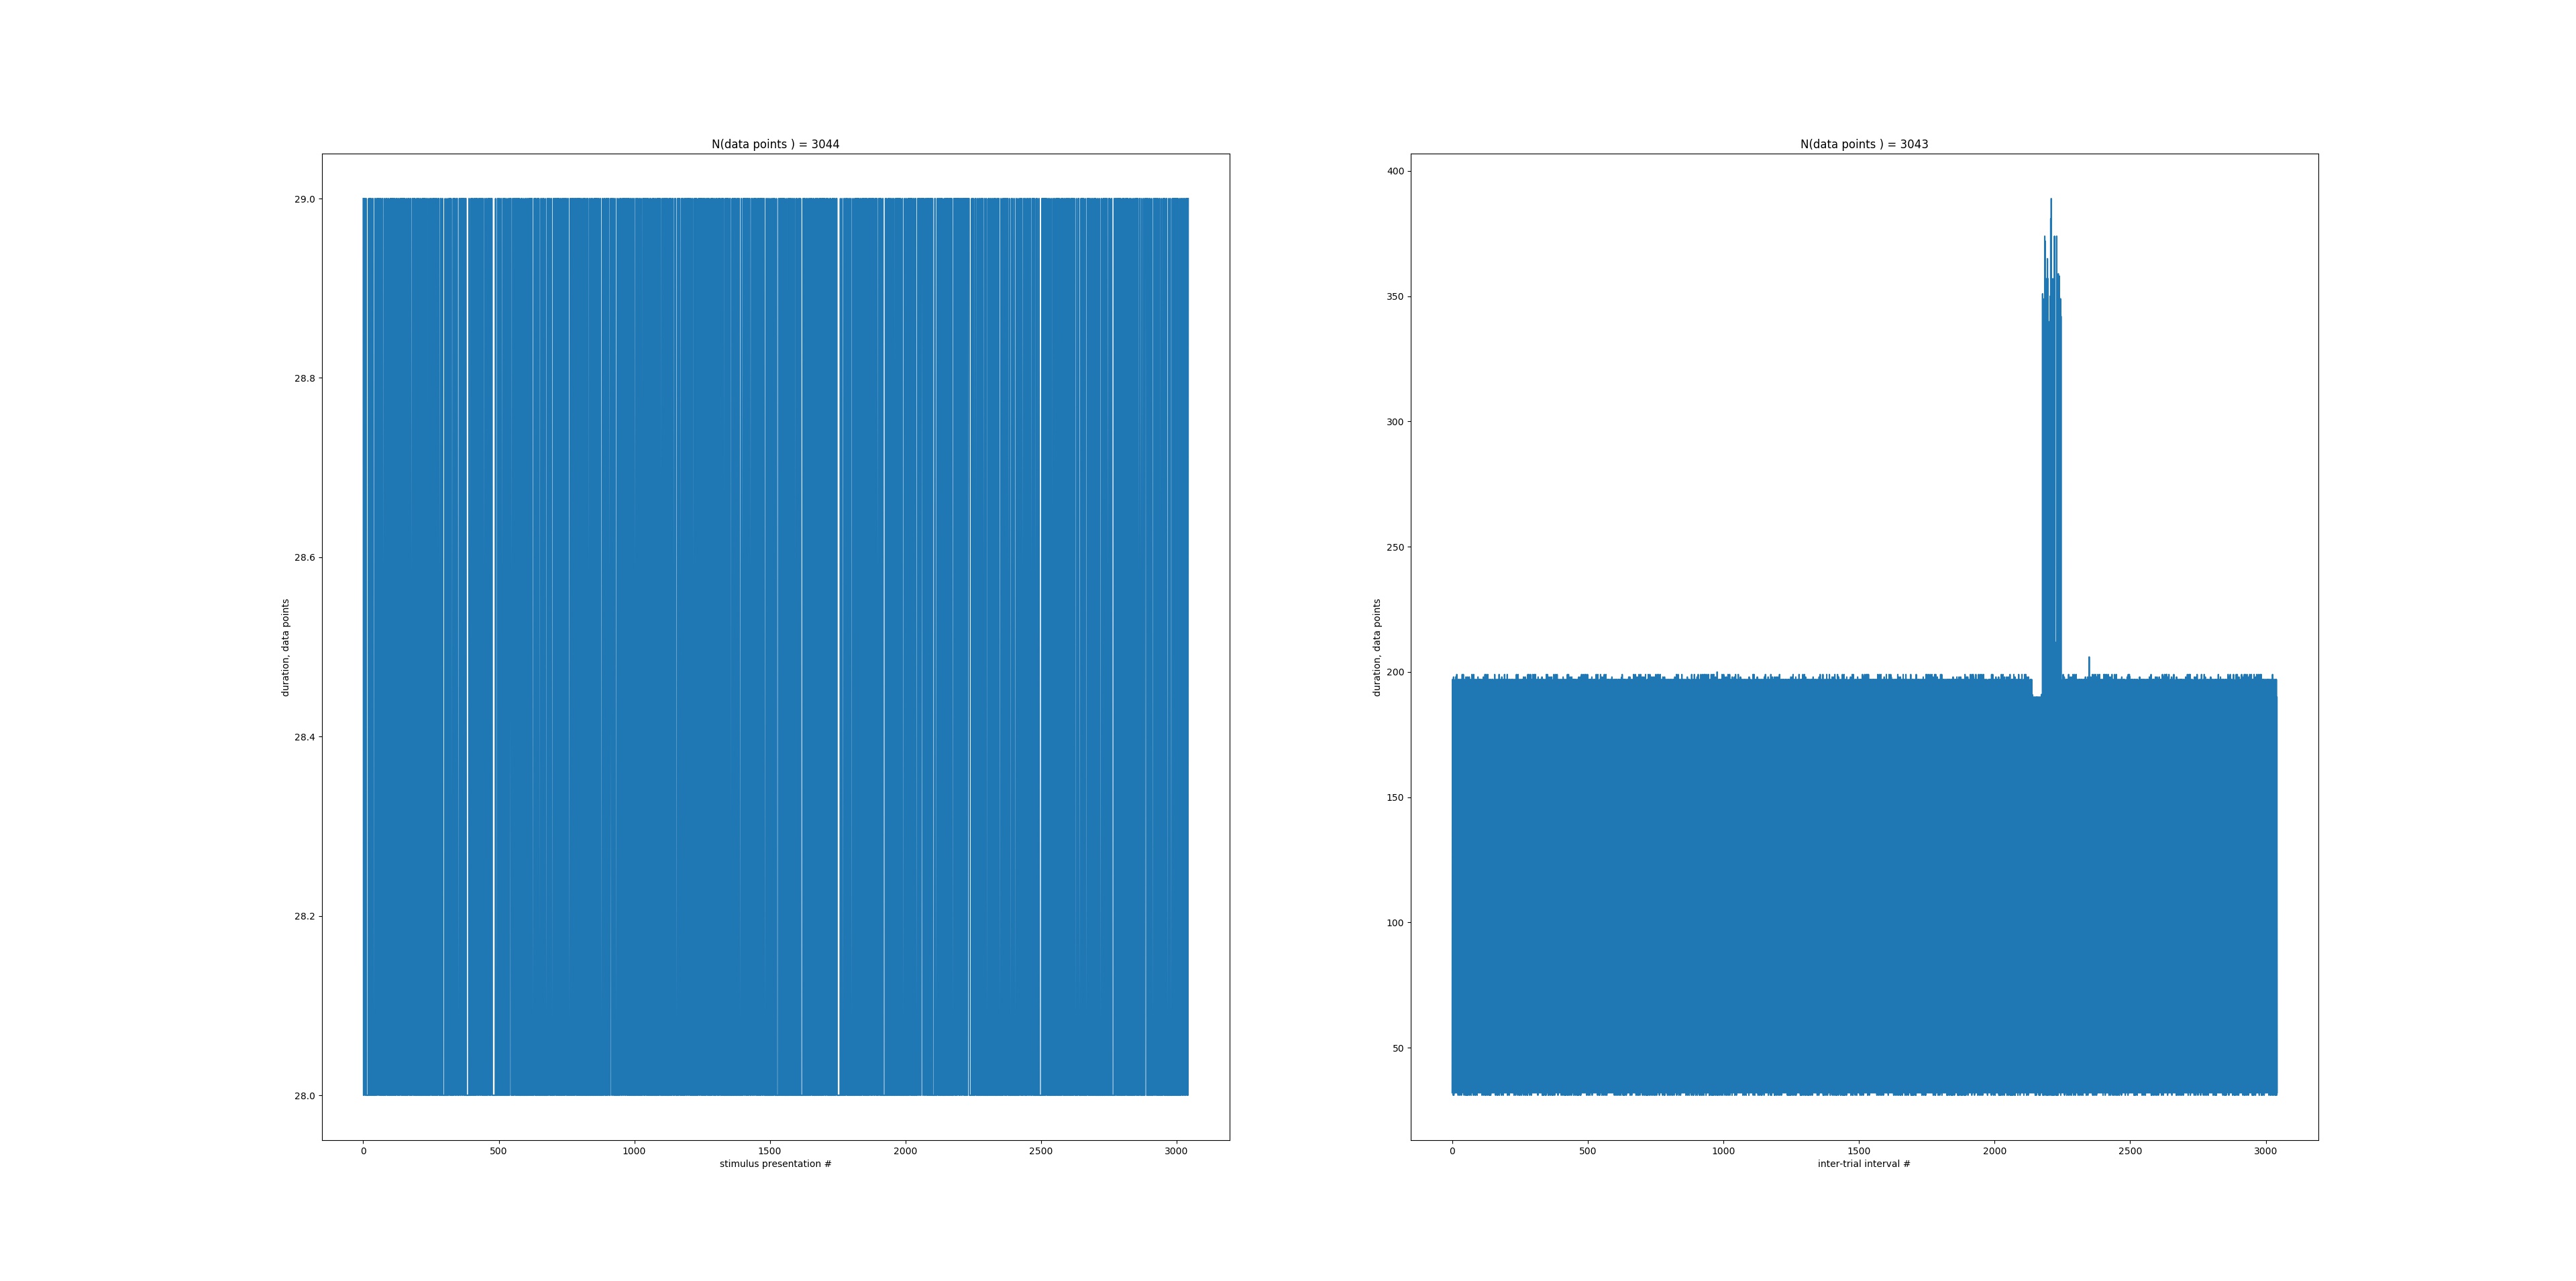 N(data points ) = 3044
29.0
28.8
28.6
28.4
28.2
28.0
duration, data points
0 500 1000 1500 2000 2500 3000
stimulus presentation #
N(data points ) = 3043
400
350
300
250
200
150
100
50
duration, data points
0 500 1000 1500 2000 2500 3000
inter-trial interval #